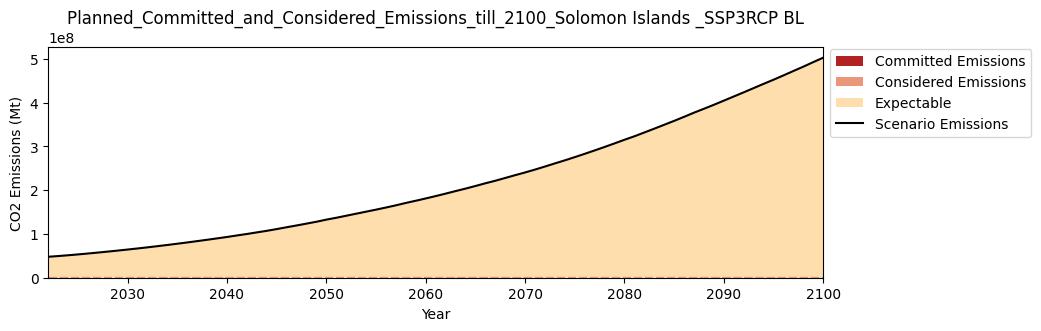 Planned_Committed_and_Considered_Emissions_till_2100_Solomon Islands _SSP3RCP BL
1e8
5
4
3
2
1
0
CO2 Emissions (Mt)
2030
2040
2050
2060
2070
2080
2090
2100
Year
Committed Emissions
Considered Emissions
Expectable
Scenario Emissions